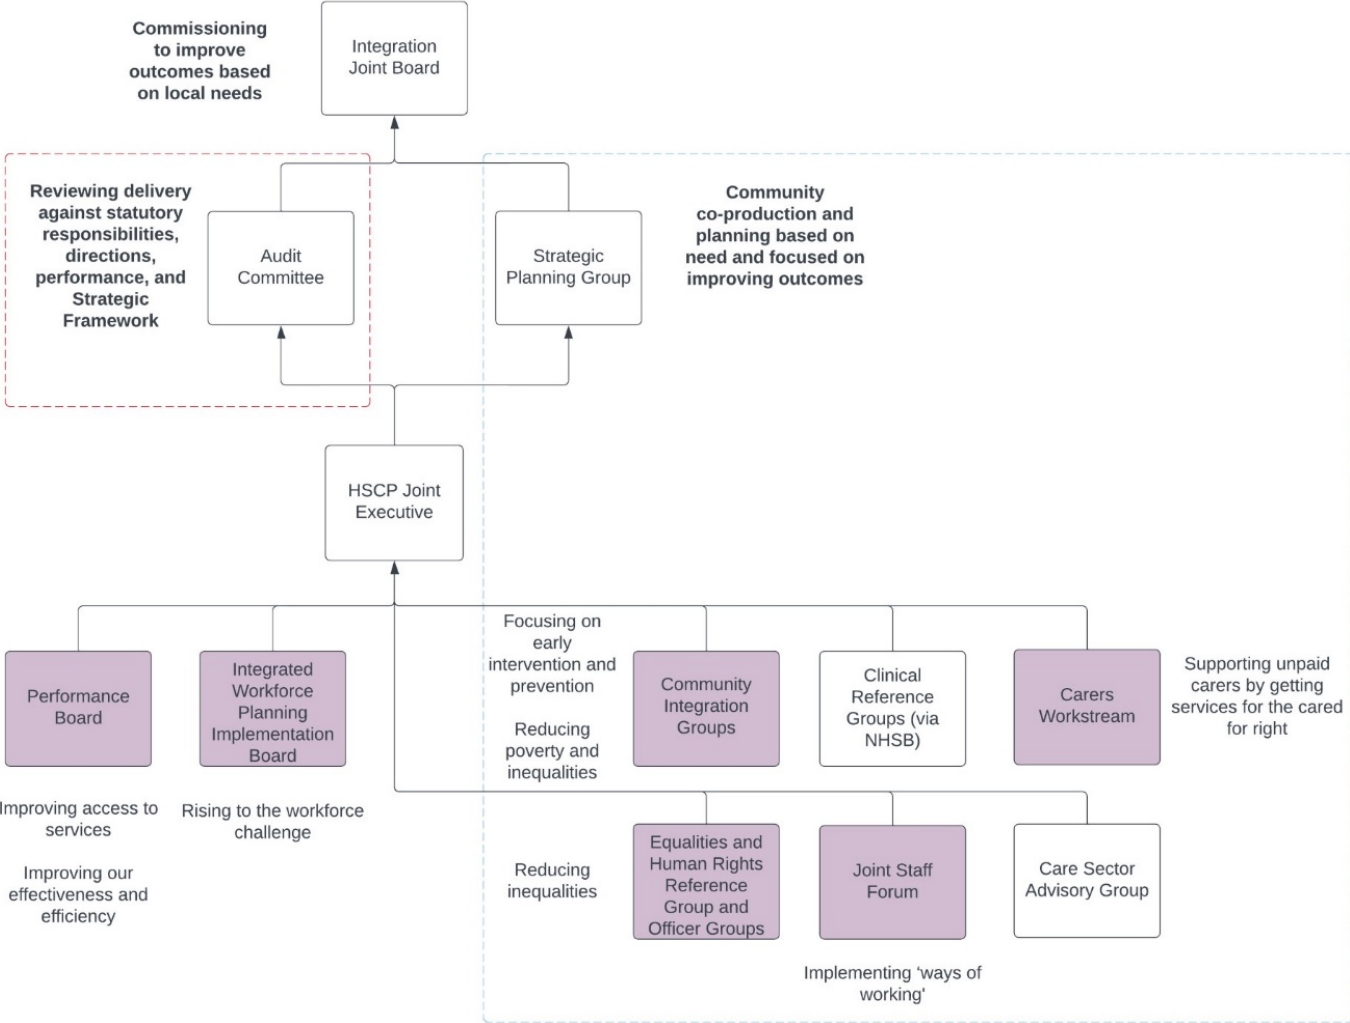 Commissioning
to improve
outcomes based
on local needs
Integration
Joint Board
Reviewing delivery
against statutory
responsibilities,
directions,
performance, and
Strategic
Framework
Audit
Committee
Strategic
Planning Group
Community
co-production and
planning based on
need and focused on
improving outcomes
HSCP Joint
Executive
Performance
Board
Integrated
Workforce
Planning
Implementation
Board
Focusing on
early
intervention and
prevention
Reducing
poverty and
inequalities
Community
Integration
Groups
Clinical
Reference
Groups (via
NHSB)
Carers
Workstream
Supporting unpaid
carers by getting
services for the cared
for right
Improving access to
services
Improving our
effectiveness and
efficiency
Rising to the workforce
challenge
Reducing
inequalities
Equalities and
Human Rights
Reference
Group and
Officer Groups
Joint Staff
Forum
Care Sector
Advisory Group
Implementing ‘ways of
working'